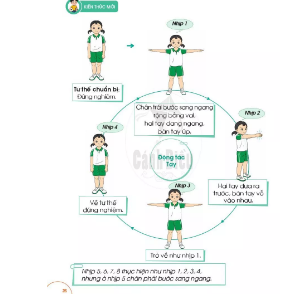 KIẾN THỨC MỚI
Nhịp 1
Tư thế chuẩn bị:
Đứng nghiêm.
Chân trái bước sang ngang
rộng bằng vai,
hai tay dang ngang,
bàn tay úp.
Nhịp 2
Hai tay đưa ra
trước, bàn tay vỗ
vào nhau.
Nhịp 4
Về tư thế
đứng nghiêm.
Động tác
Tay
Nhịp 3
Trở về như nhịp 1.
Nhịp 5, 6, 7, 8 thực hiện như nhịp 1, 2, 3, 4,
nhưng ở nhịp 5 chân phải bước sang ngang.